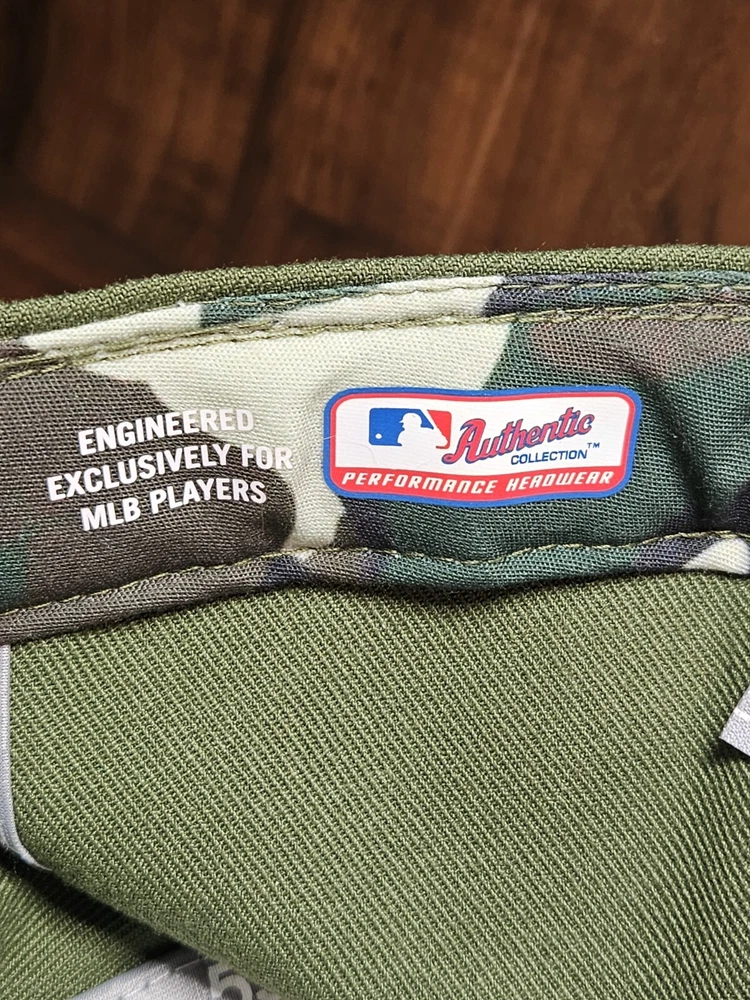 ENGINEERED
EXCLUSIVELY FOR
MLB PLAYERS
Authentic
COLLECTION™
PERFORMANCE HEADWEAR